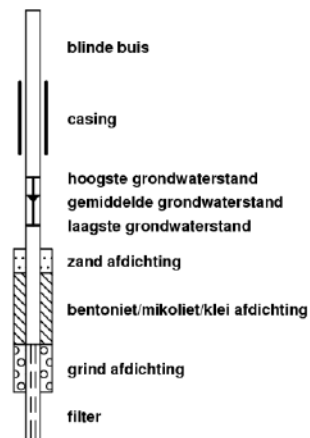 blinde buis
casing
hoogste grondwaterstand
gemiddelde grondwaterstand
laagste grondwaterstand
zand afdichting
bentoniet/mikoliet/klei afdichting
grind afdichting
filter